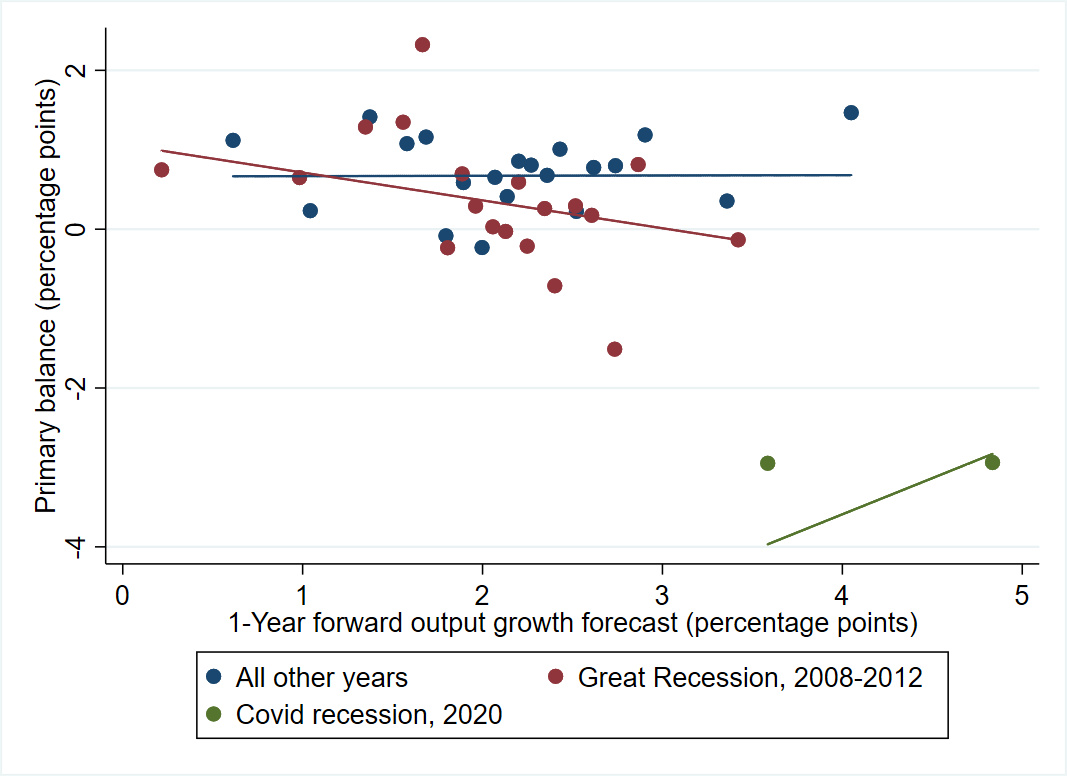 Primary balance (percentage points)
2
0
-2
-4
0 1 2 3 4 5
1-Year forward output growth forecast (percentage points)
All other years Great Recession, 2008-2012
Covid recession, 2020